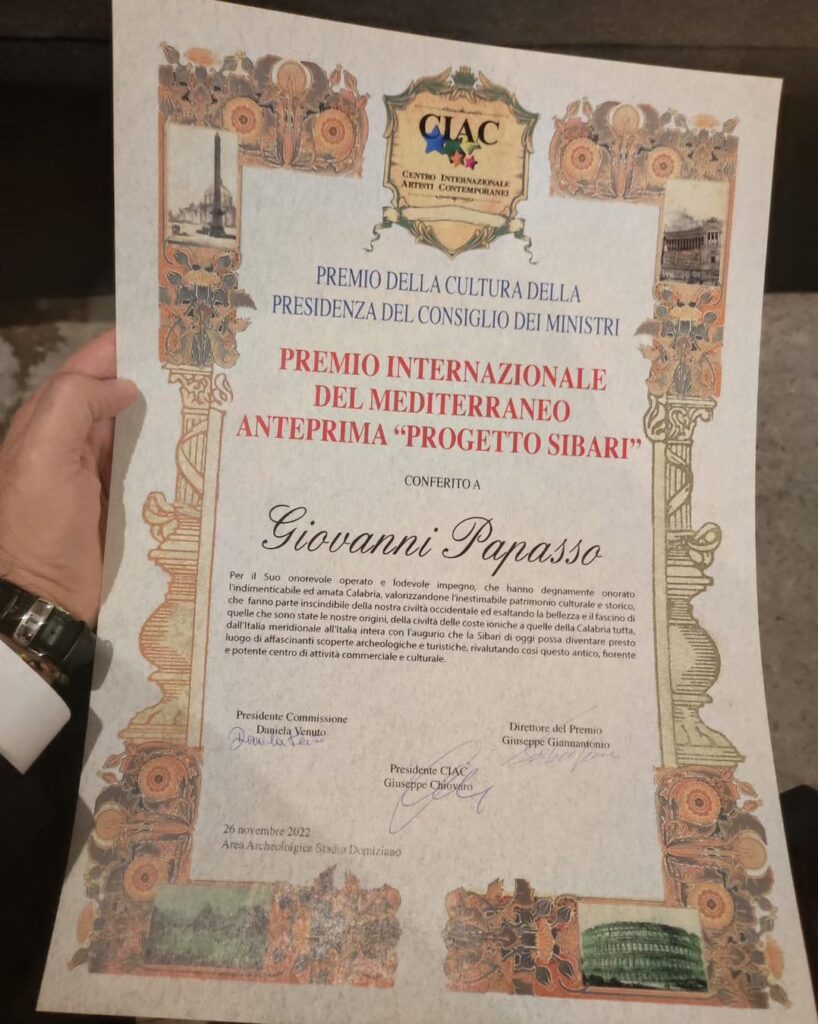 CIAC
CENTRO INTERNAZIONALE
ARTISTI CONTEMPORANEI
PREMIO DELLA CULTURA DELLA
PRESIDENZA DEL CONSIGLIO DEI MINISTRI
PREMIO INTERNAZIONALE
DEL MEDITERRANEO
ANTEPRIMA “PROGETTO SIBARI”
CONFERITO A
Giovanni Papasso
Per il Suo onorevole operato e lodevole impegno, che hanno degnamente onorato
l'indimenticabile ed amata Calabria, valorizzandone l'inestimabile patrimonio culturale e storico,
che fanno parte inscindibile della nostra civiltà occidentale ed esaltando la bellezza e il fascino di
quelle che sono state le nostre origini, della civiltà delle coste ioniche a quelle della Calabria tutta,
dall'Italia meridionale all'Italia intera con l'augurio che la Sibari di oggi possa diventare presto
luogo di affascinanti scoperte archeologiche e turistiche, rivalutando così questo antico, fiorente
e potente centro di attività commerciale e culturale.
Presidente Commissione
Daniela Venuto
Direttore del Premio
Giuseppe Giannantonio
Presidente CIAC
Giuseppe Chiovaro
26 novembre 2022
Area Archeoloigica Stadio Domiziano